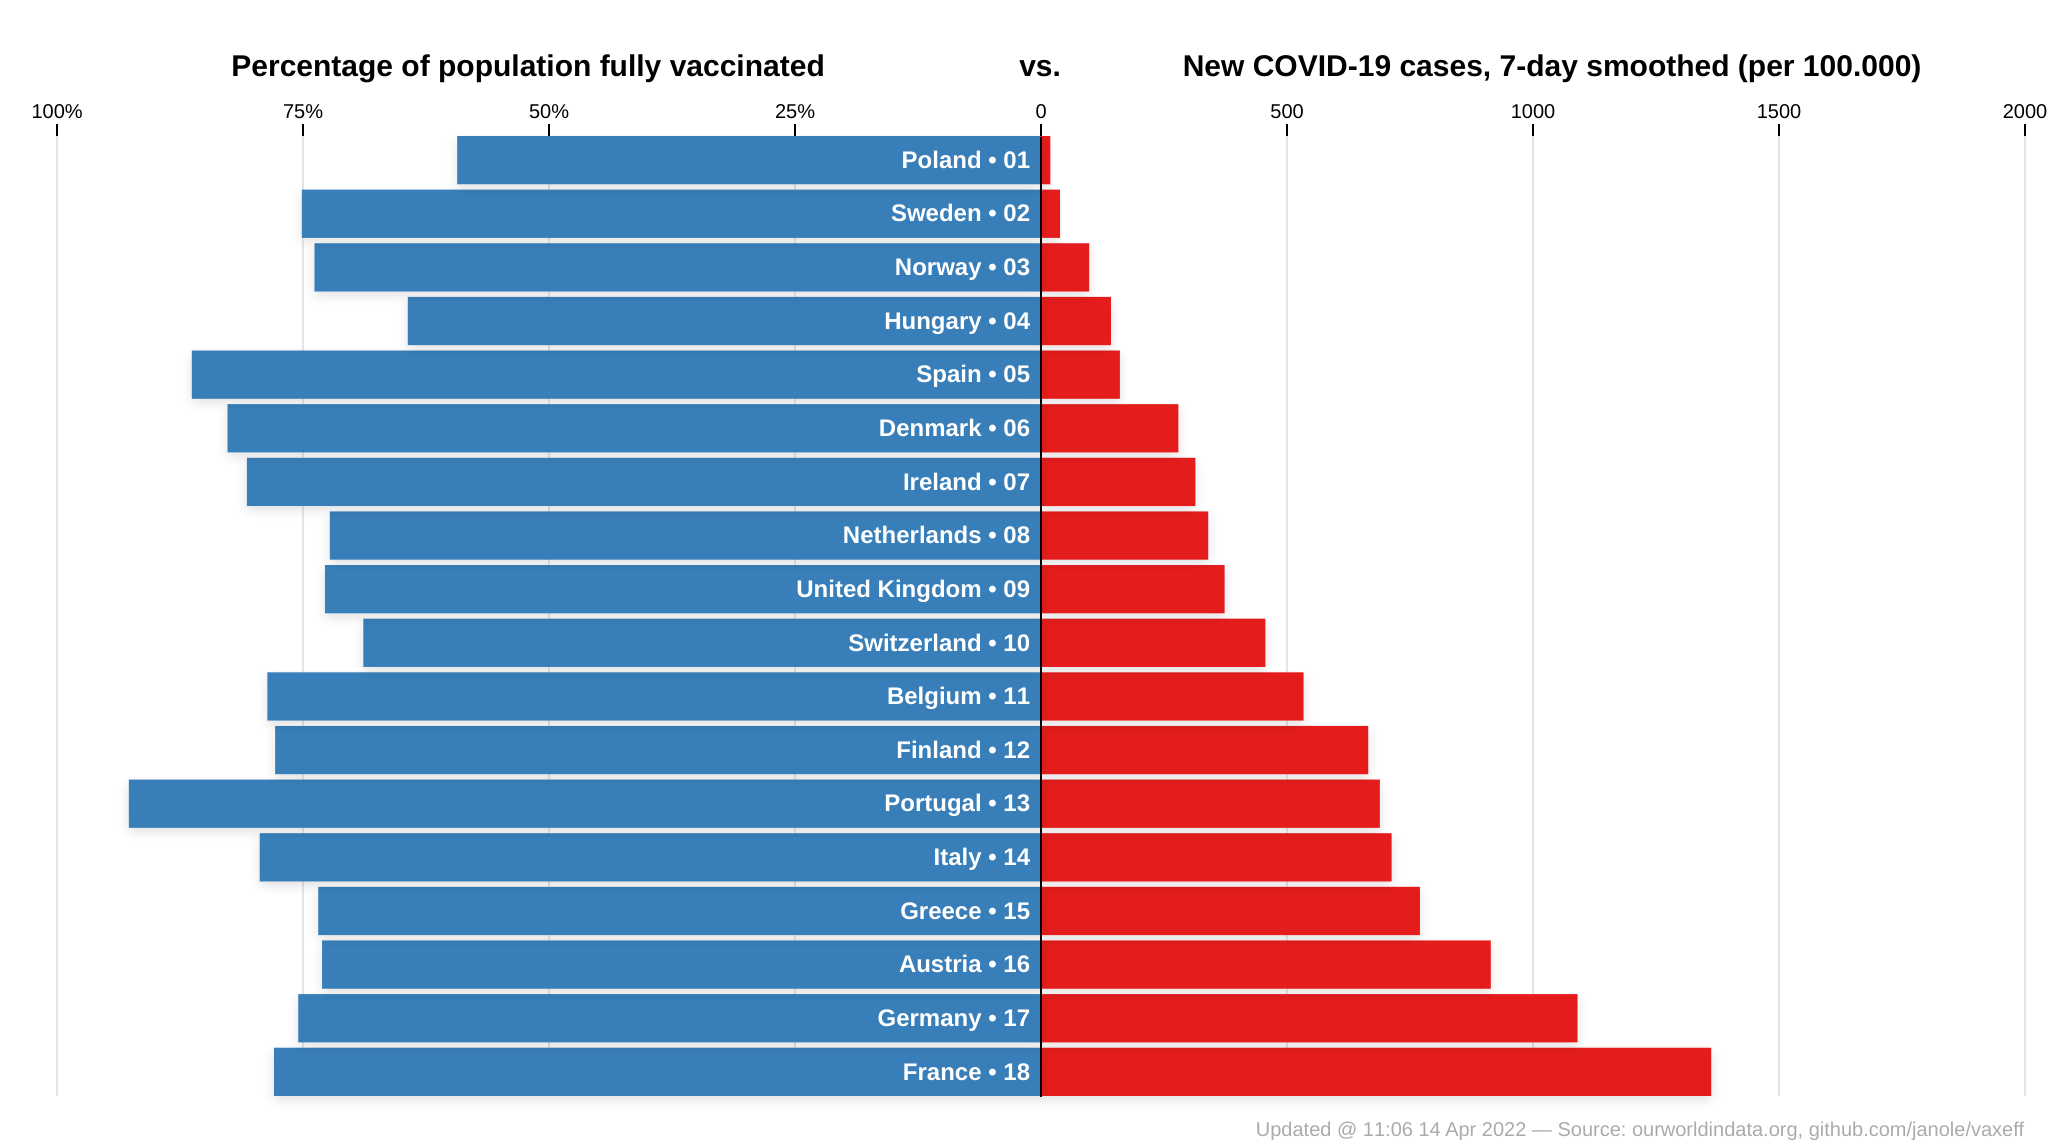 Percentage of population fully vaccinated vs. New COVID-19 cases, 7-day smoothed (per 100.000)
100% 75% 50% 25% 0 500 1000 1500 2000
Poland • 01
Sweden • 02
Norway • 03
Hungary • 04
Spain • 05
Denmark • 06
Ireland • 07
Netherlands • 08
United Kingdom • 09
Switzerland • 10
Belgium • 11
Finland • 12
Portugal • 13
Italy • 14
Greece • 15
Austria • 16
Germany • 17
France • 18
Updated @ 11:06 14 Apr 2022 — Source: ourworldindata.org, github.com/janole/vaxeff